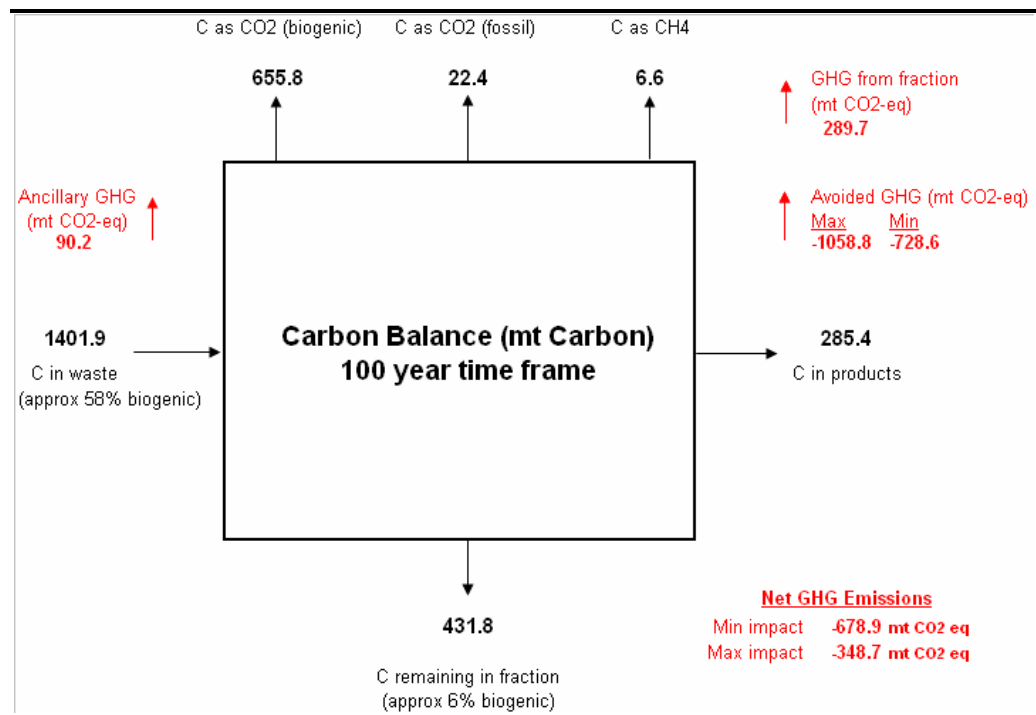 C as CO2 (biogenic)
C as CO2 (fossil)
C as CH4
655.8
22.4
6.6
GHG from fraction
(mt CO2-eq)
289.7
Ancillary GHG
(mt CO2-eq)
90.2
Avoided GHG (mt CO2-eq)
Max Min
-1058.8 -728.6
1401.9
C in waste
(approx 58% biogenic)
Carbon Balance (mt Carbon)
100 year time frame
285.4
C in products
431.8
C remaining in fraction
(approx 6% biogenic)
Net GHG Emissions
Min impact -678.9 mt CO2 eq
Max impact -348.7 mt CO2 eq